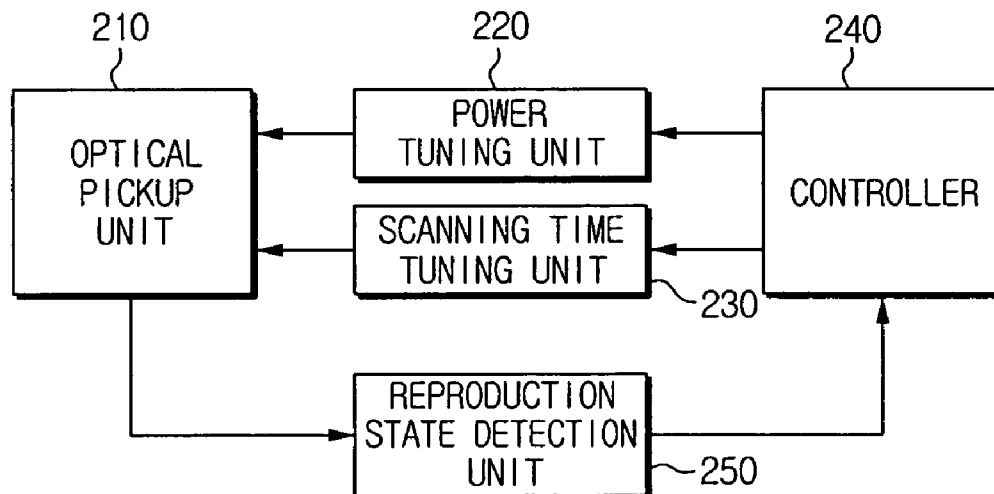 210
220
240
OPTICAL
PICKUP
UNIT
POWER
TUNING UNIT
CONTROLLER
SCANNING TIME
TUNING UNIT
230
REPRODUCTION
STATE DETECTION
UNIT
250